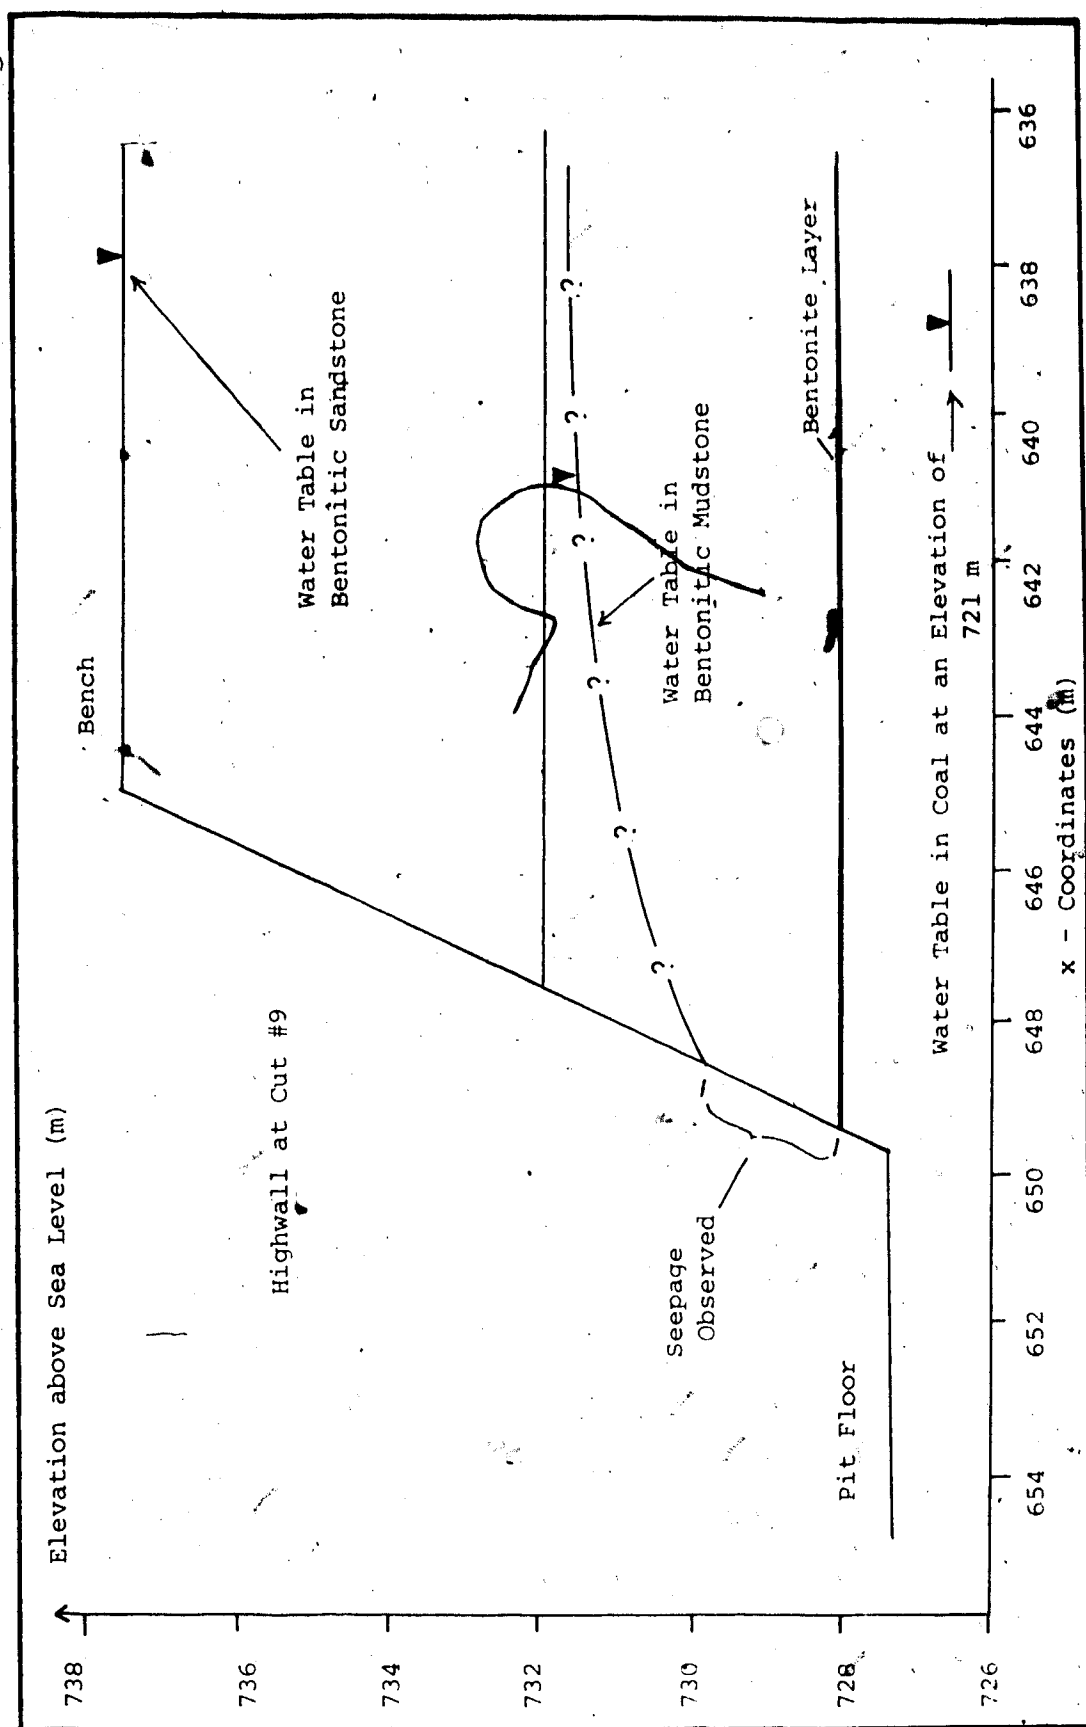 Elevation above Sea Level (m)
738
736
734
732
730
728
726
Bench
Highwall at Cut #9
Water Table in
Bentonitic Sandstone
?
?
?
?
?
?
Water Table in
Bentonitic Mudstone
Seepage
Observed
Bentonite Layer
Pit Floor
Water Table in Coal at an Elevation of
721 m
654
652
650
648
646
644
642
640
638
636
x - Coordinates (m)